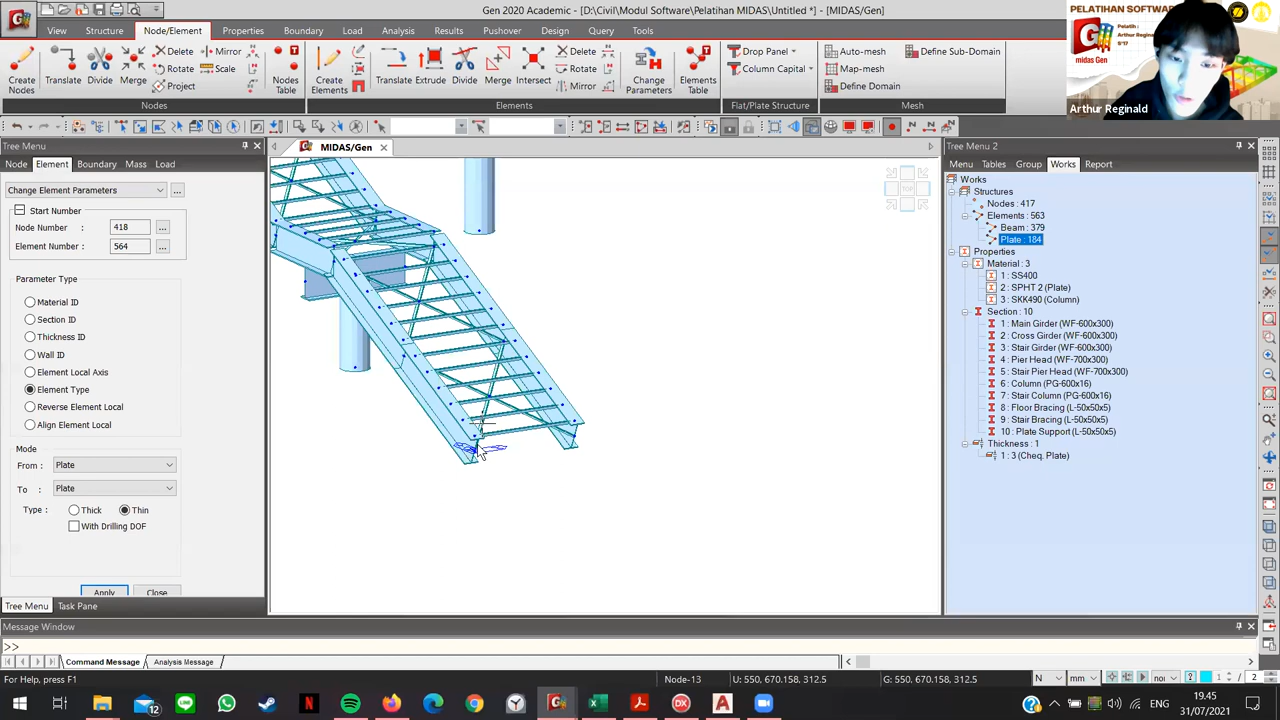 Gen 2020 Academic - [D:\Civil\Modul Software\PELATIHAN MIDAS\Untitled *] - [MIDAS/Gen]
View Structure Node/Element Properties Boundary Load Analysis Results Pushover Design Query Tools
Create Nodes Translate Divide Merge Delete Rotate Project Mirror Scale Nodes Table
Nodes
Create Elements Translate Extrude Divide Merge Intersect Delete Rotate Mirror Change Parameters Elements Table
Elements
Drop Panel
Column Capital
Flat/Plate Structure
Auto-mesh Define Sub-Domain
Map-mesh
Define Domain
Mesh
PELATIHAN SOFTWARE
midas Gen
Arthur Reginald
Tree Menu
Node Element Boundary Mass Load
Change Element Parameters
...
Start Number
Node Number : 418 ...
Element Number : 564 ...
Parameter Type
Material ID
Section ID
Thickness ID
Wall ID
Element Local Axis
Element Type
Reverse Element Local
Align Element Local
Mode
From : Plate
To : Plate
Type : Thick Thin
With Drilling DOF
Apply Close
Tree Menu Task Pane
MIDAS/Gen
TOP
Tree Menu 2
Menu Tables Group Works Report
Works
Structures
Nodes : 417
Elements : 563
Beam : 379
Plate : 184
Properties
Material : 3
1 : SS400
2 : SPHT 2 (Plate)
3 : SKK490 (Column)
Section : 10
1 : Main Girder (WF-600x300)
2 : Cross Girder (WF-600x300)
3 : Stair Girder (WF-600x300)
4 : Pier Head (WF-700x300)
5 : Stair Pier Head (WF-700x300)
6 : Column (PG-600x16)
7 : Stair Column (PG-600x16)
8 : Floor Bracing (L-50x50x5)
9 : Stair Bracing (L-50x50x5)
10 : Plate Support (L-50x50x5)
Thickness : 1
1 : 3 (Cheq. Plate)
Message Window
>>
Command Message Analysis Message
For Help, press F1
Node-13
U: 550, 670.158, 312.5
G: 550, 670.158, 312.5
N
mm
nor
1 / 2
12
ENG
19.45
31/07/2021